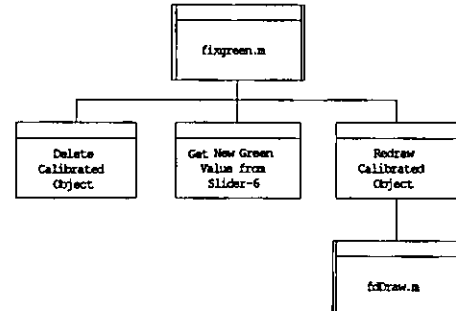 fixgreen.m
Delete
Calibrated
Object
Get New Green
Value from
Slider-6
Redraw
Calibrated
Object
fdDraw.m